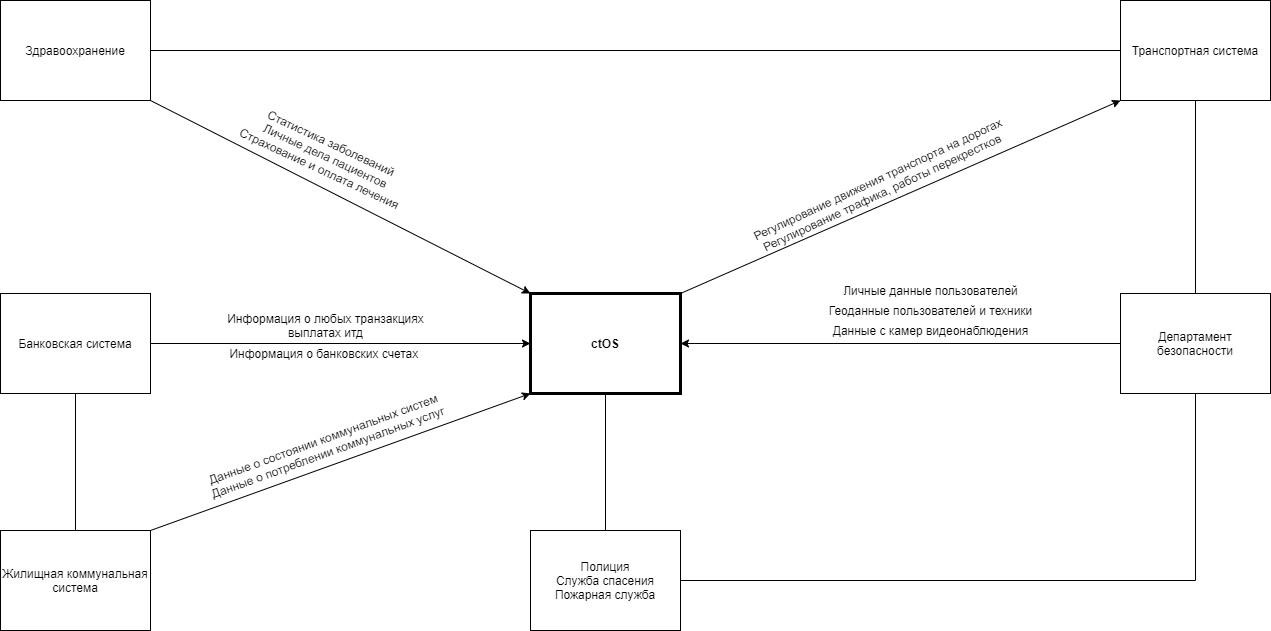 Здравоохранение
Транспортная система
Статистика заболеваний
Личные дела пациентов
Страхование и оплата лечения
Регулирование движения транспорта на дорогах
Регулирование трафика, работы перекрестков
Банковская система
Информация о любых транзакциях
выплатах итд
Информация о банковских счетах
ctOS
Личные данные пользователей
Геоданные пользователей и техники
Данные с камер видеонаблюдения
Департамент
безопасности
Данные о состоянии коммунальных систем
Данные о потреблении коммунальных услуг
Жилищная коммунальная
система
Полиция
Служба спасения
Пожарная служба